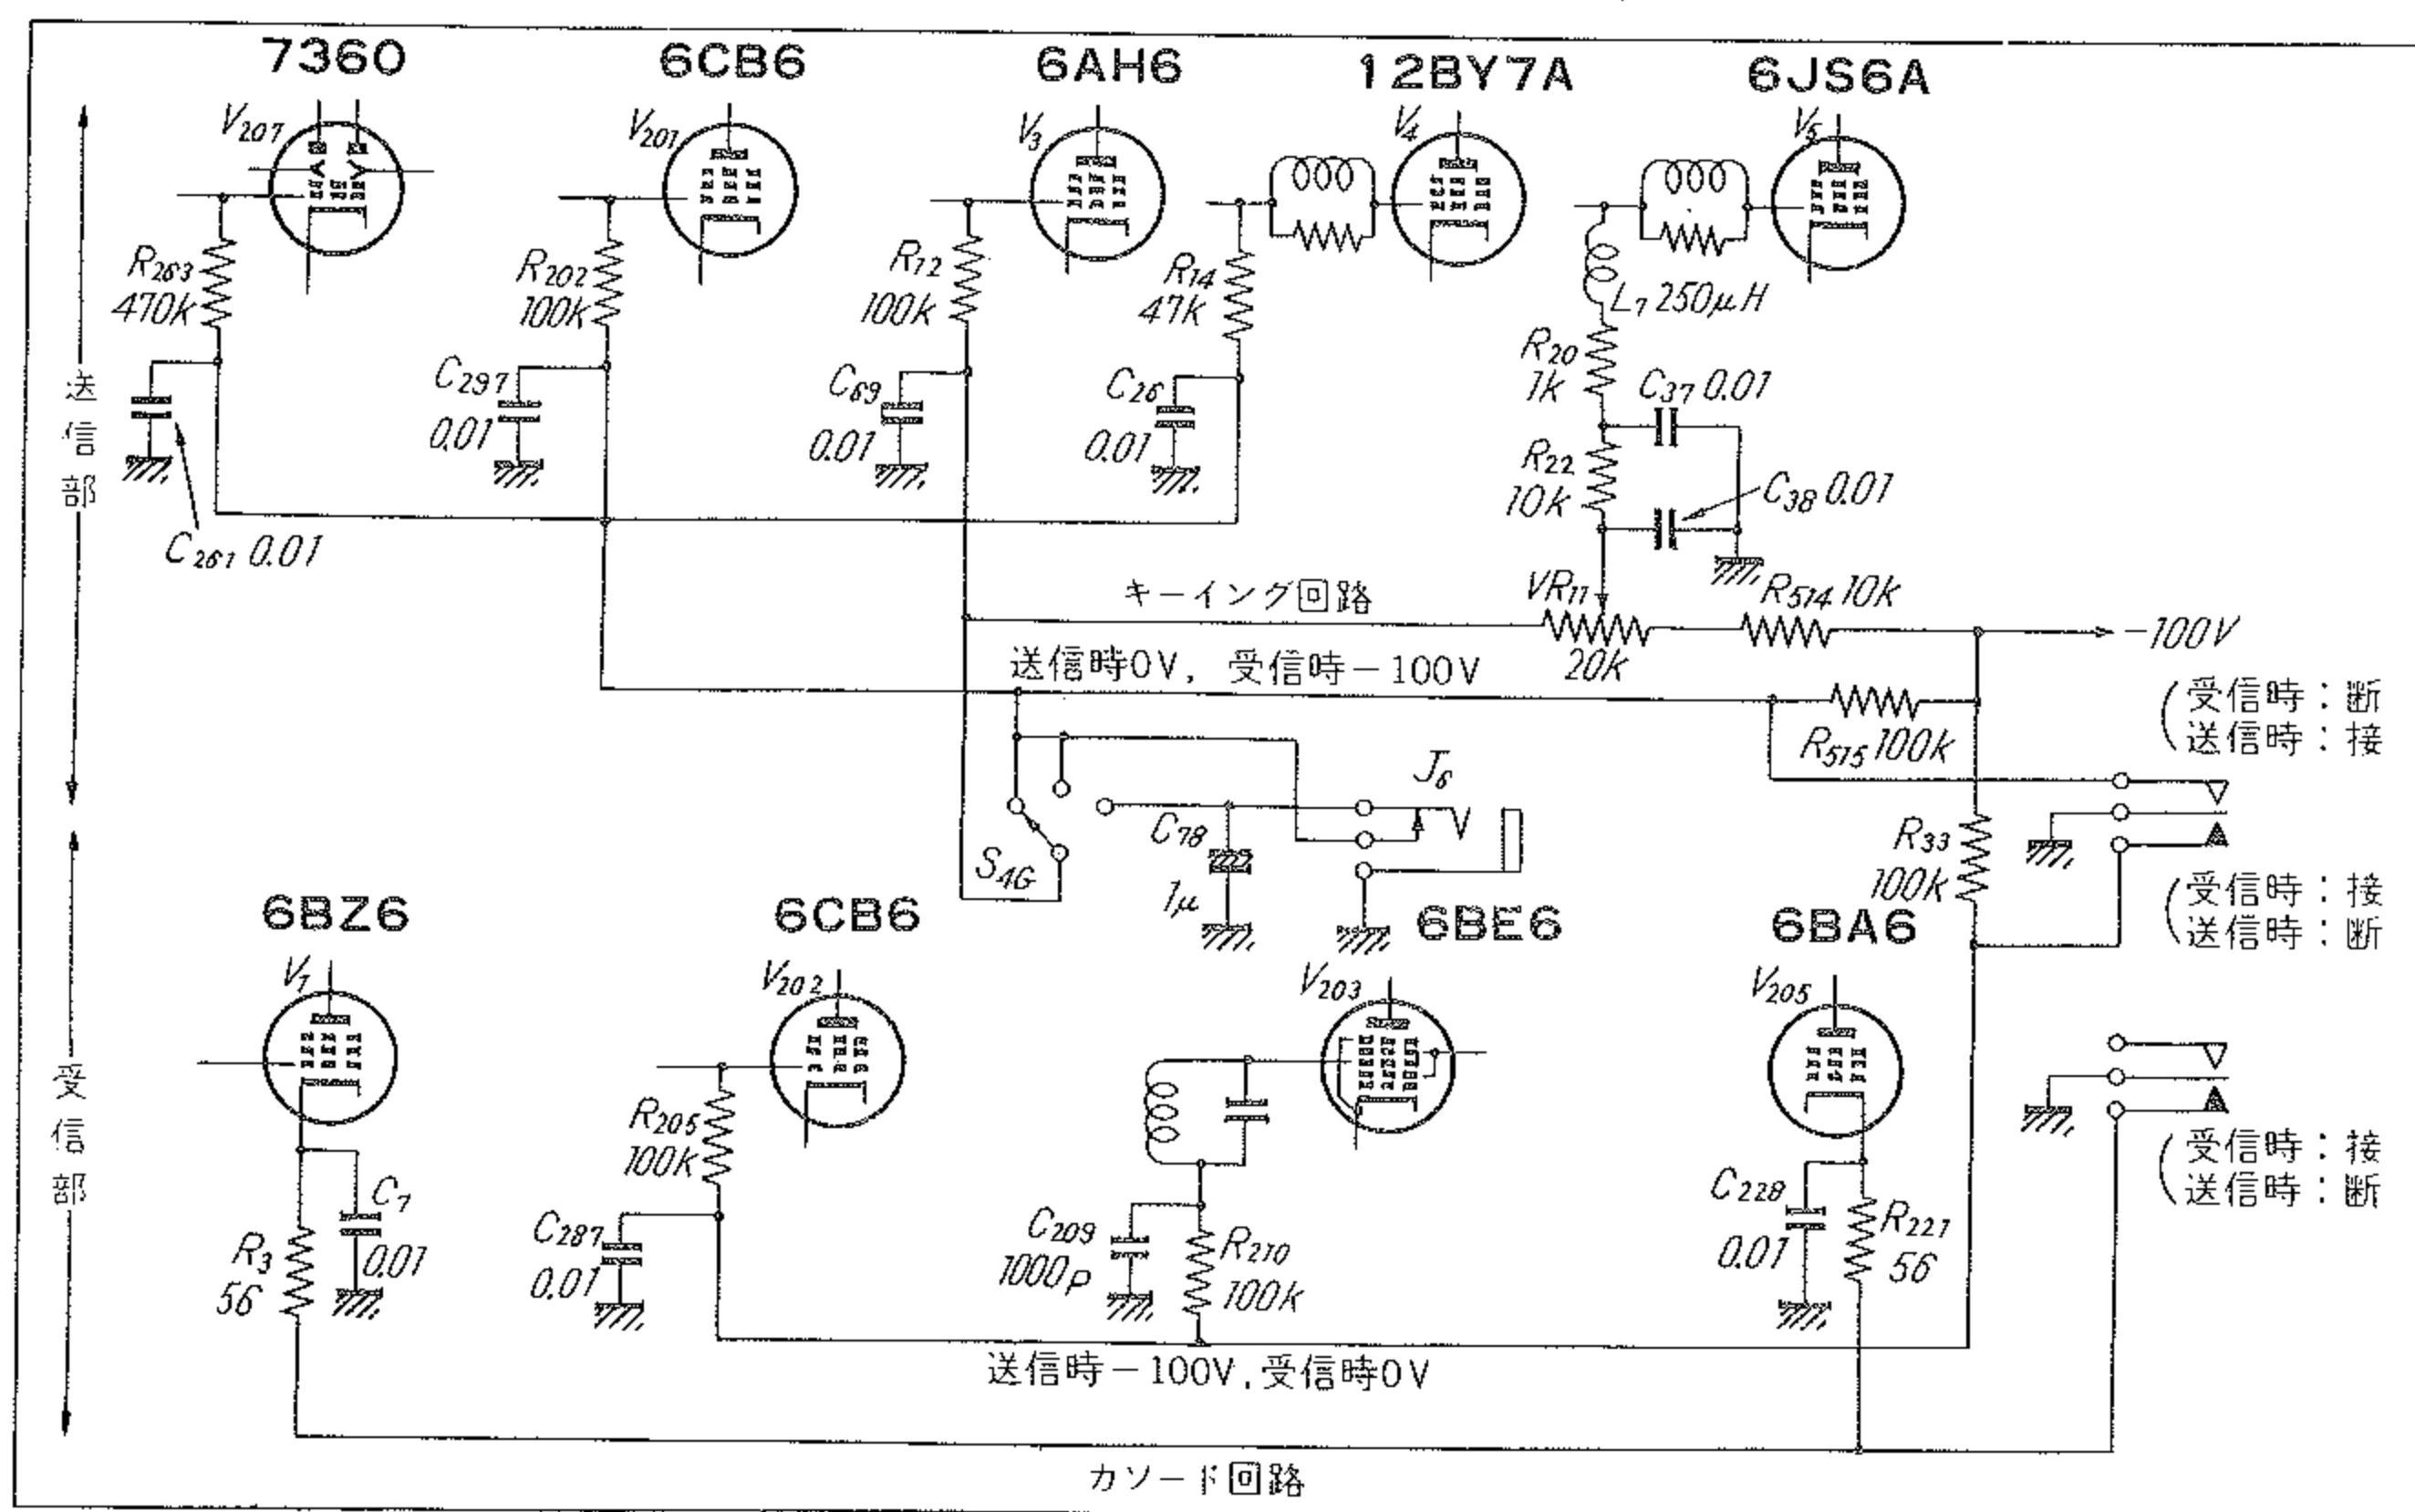 7360
6CB6
6AH6
12BY7A
6JS6A
V207
V201
V3
V4
V5
R263
470k
R202
100k
R12
100k
R14
47k
L7 250μH
R20
1k
C37 0.01
送信部
C297
0.01
C69
0.01
C26
0.01
R22
10k
C38 0.01
C261 0.01
キーイング回路
VR11
20k
R514 10k
-100V
送信時0V, 受信時-100V
R515 100k
(受信時:断
送信時:接
J6
S4G
C78
1μ
R33
100k
(受信時:接
送信時:断
6BZ6
6CB6
6BE6
6BA6
V1
V202
V203
V205
受信部
R205
100k
C7
0.01
R3
56
C287
0.01
C209
1000p
R210
100k
C228
0.01
R221
56
(受信時:接
送信時:断
送信時-100V,受信時0V
カソード回路